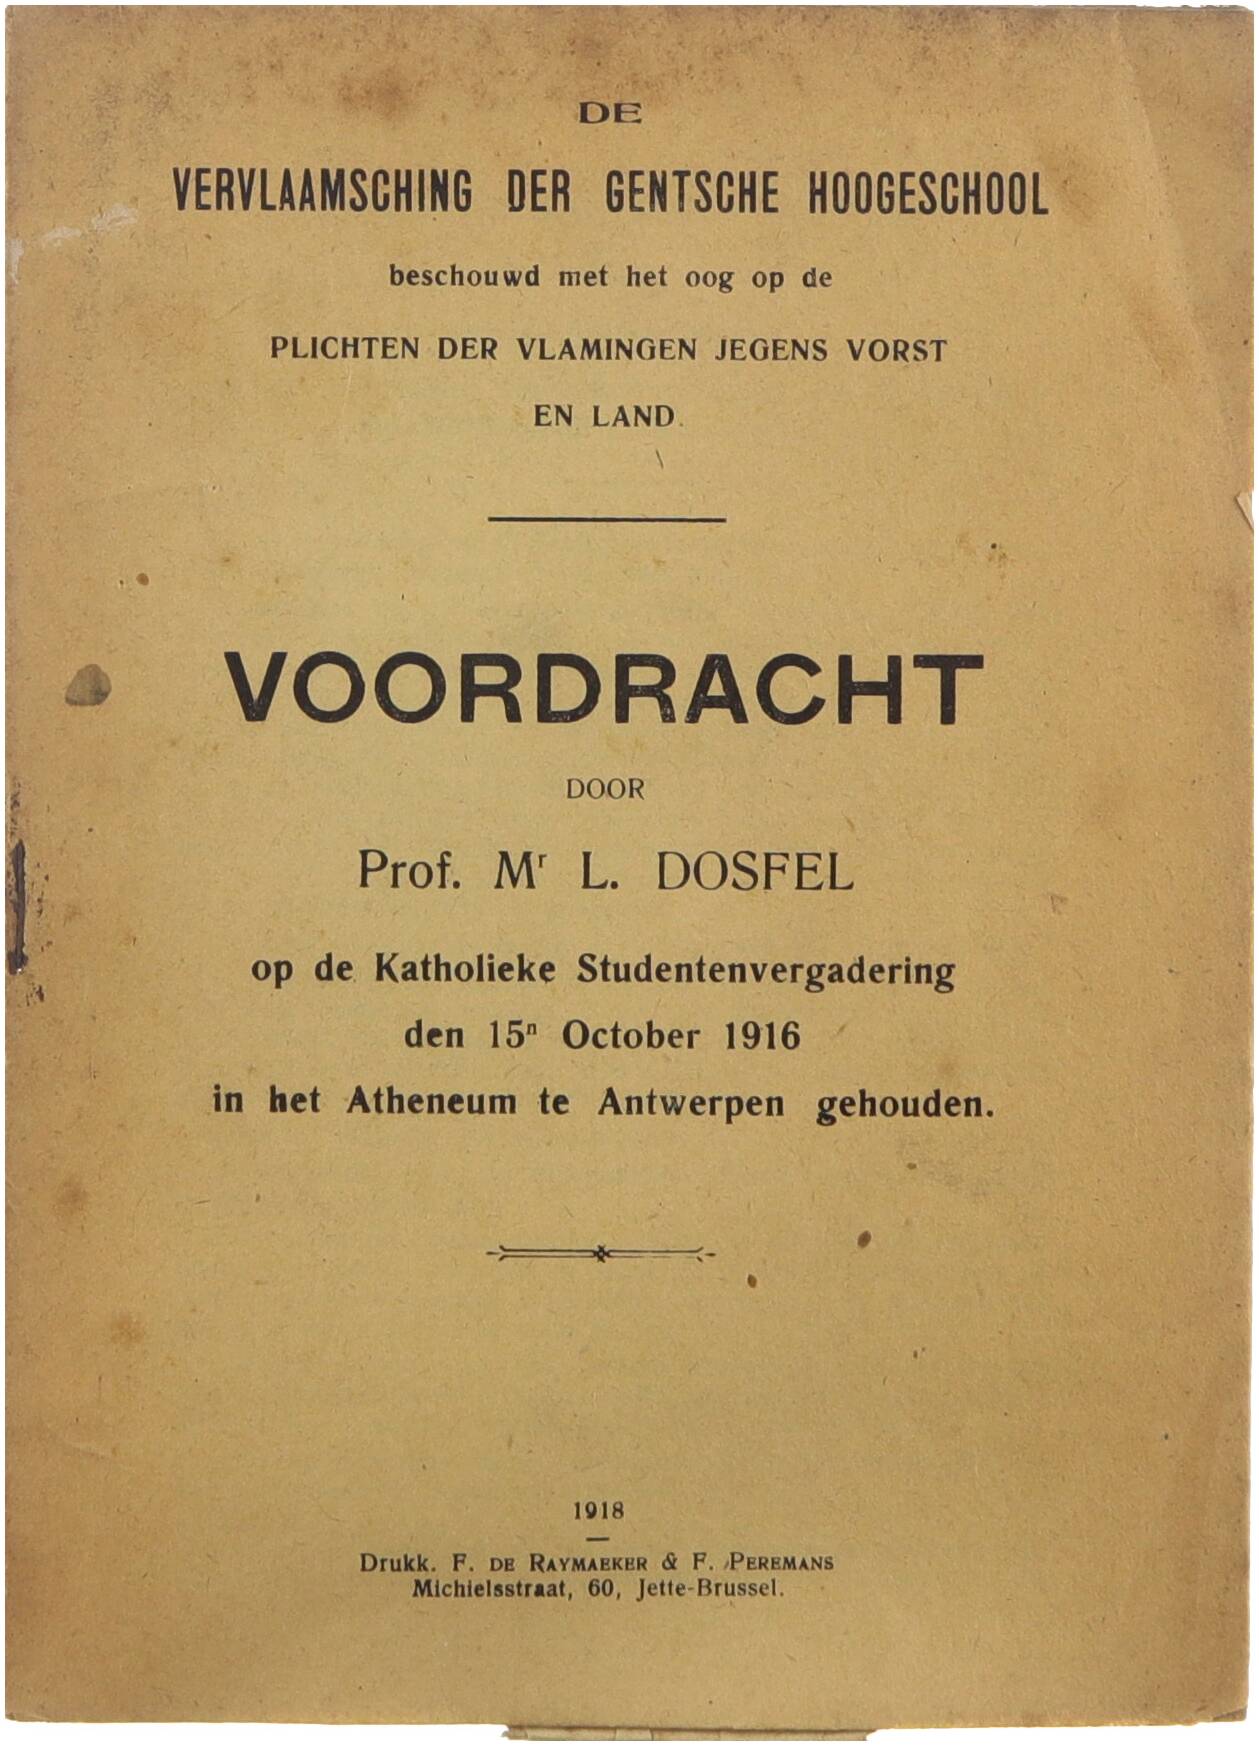 DE
VERVLAAMSCHING DER GENTSCHE HOOGESCHOOL
beschouwd met het oog op de
PLICHTEN DER VLAMINGEN JEGENS VORST
EN LAND.
VOORDRACHT
DOOR
Prof. Mʳ L. DOSFEL
op de Katholieke Studentenvergadering
den 15ⁿ October 1916
in het Atheneum te Antwerpen gehouden.
1918
Drukk. F. DE RAYMAEKER & F. PEREMANS
Michielsstraat, 60, Jette-Brussel.